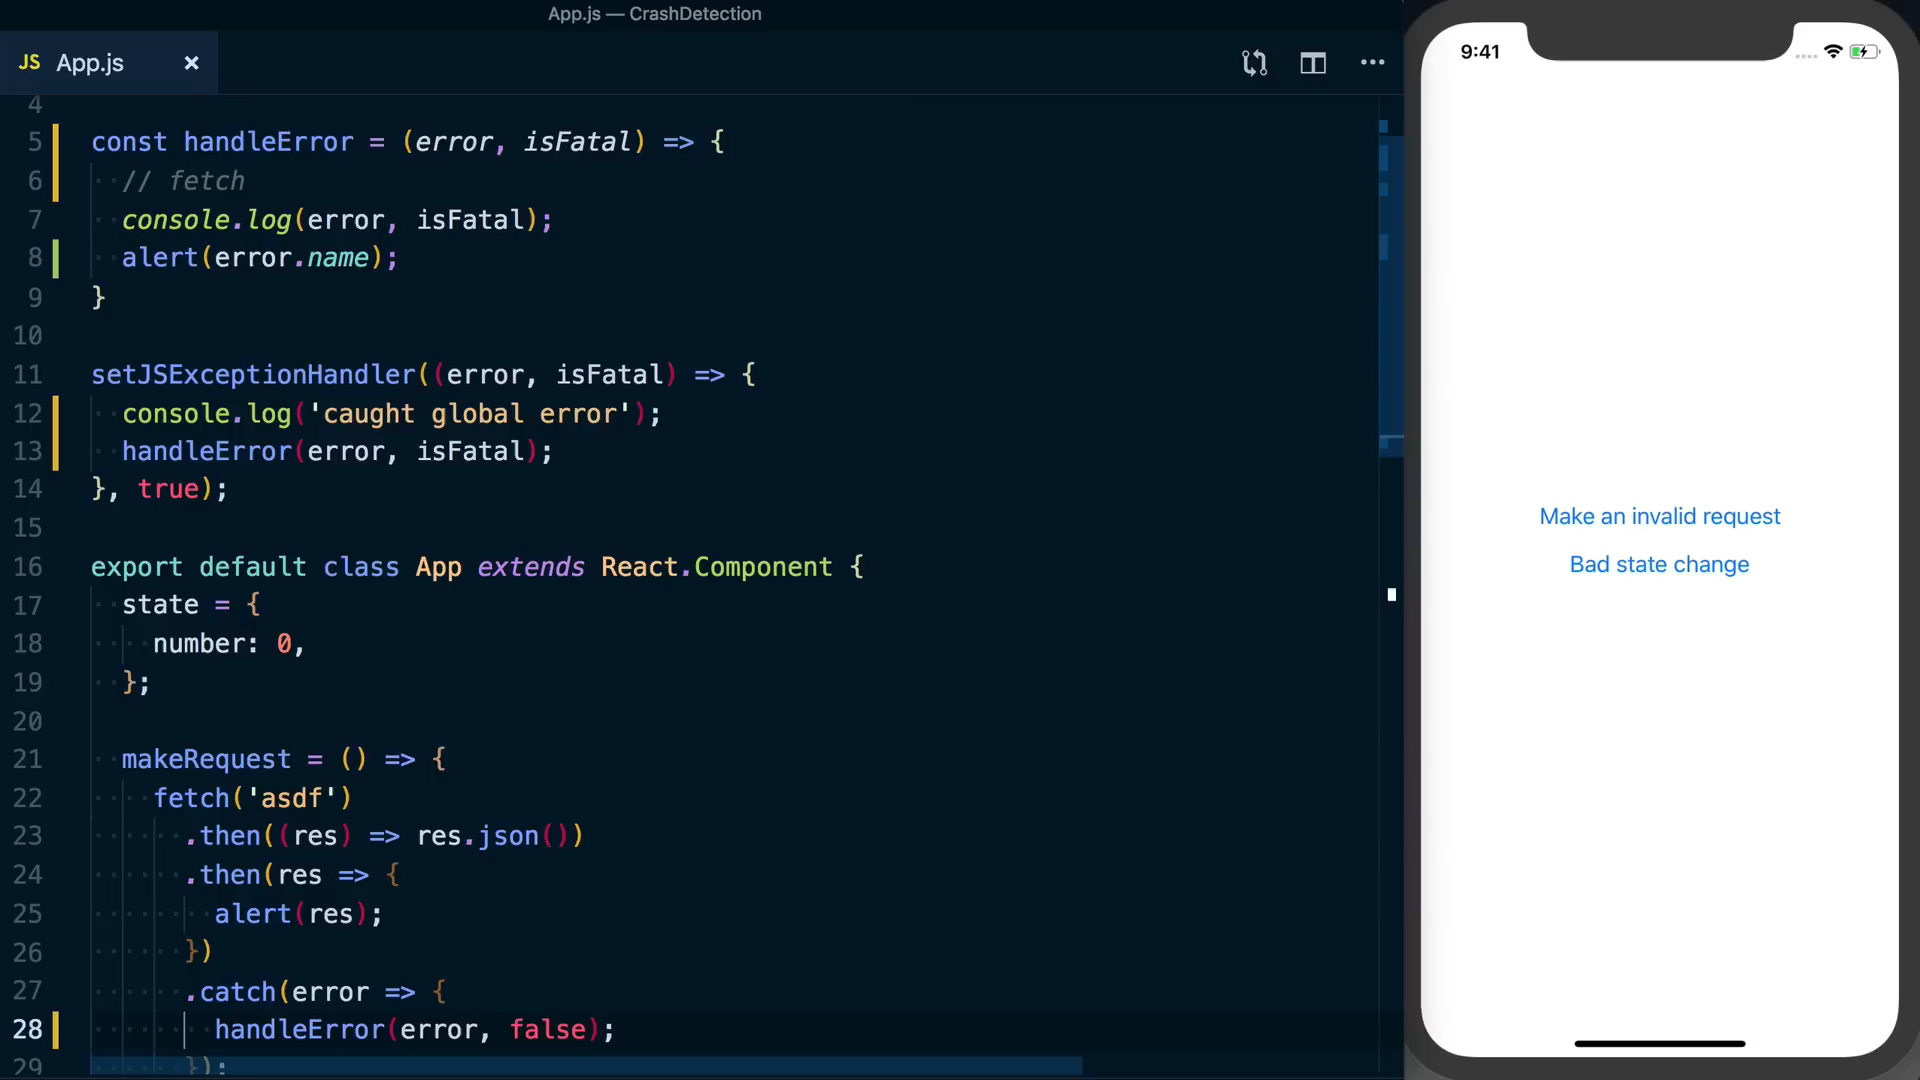 App.js — CrashDetection
JS App.js ×
4
5 const handleError = (error, isFatal) => {
6 // fetch
7 console.log(error, isFatal);
8 alert(error.name);
9 }
10
11 setJSExceptionHandler((error, isFatal) => {
12 console.log('caught global error');
13 handleError(error, isFatal);
14 }, true);
15
16 export default class App extends React.Component {
17 state = {
18 number: 0,
19 };
20
21 makeRequest = () => {
22 fetch('asdf')
23 .then((res) => res.json())
24 .then(res => {
25 alert(res);
26 })
27 .catch(error => {
28 handleError(error, false);
29 });
9:41
Make an invalid request
Bad state change